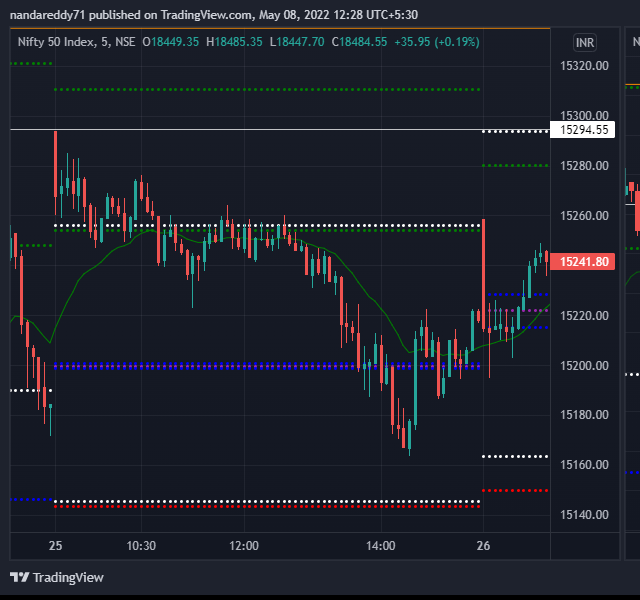 nandareddy71 published on TradingView.com, May 08, 2022 12:28 UTC+5:30
Nifty 50 Index, 5, NSE O18449.35 H18485.35 L18447.70 C18484.55 +35.95 (+0.19%)
INR
N
15320.00
15300.00
15294.55
15280.00
15260.00
15241.80
15220.00
15200.00
15180.00
15160.00
15140.00
25 10:30 12:00 14:00 26
TradingView